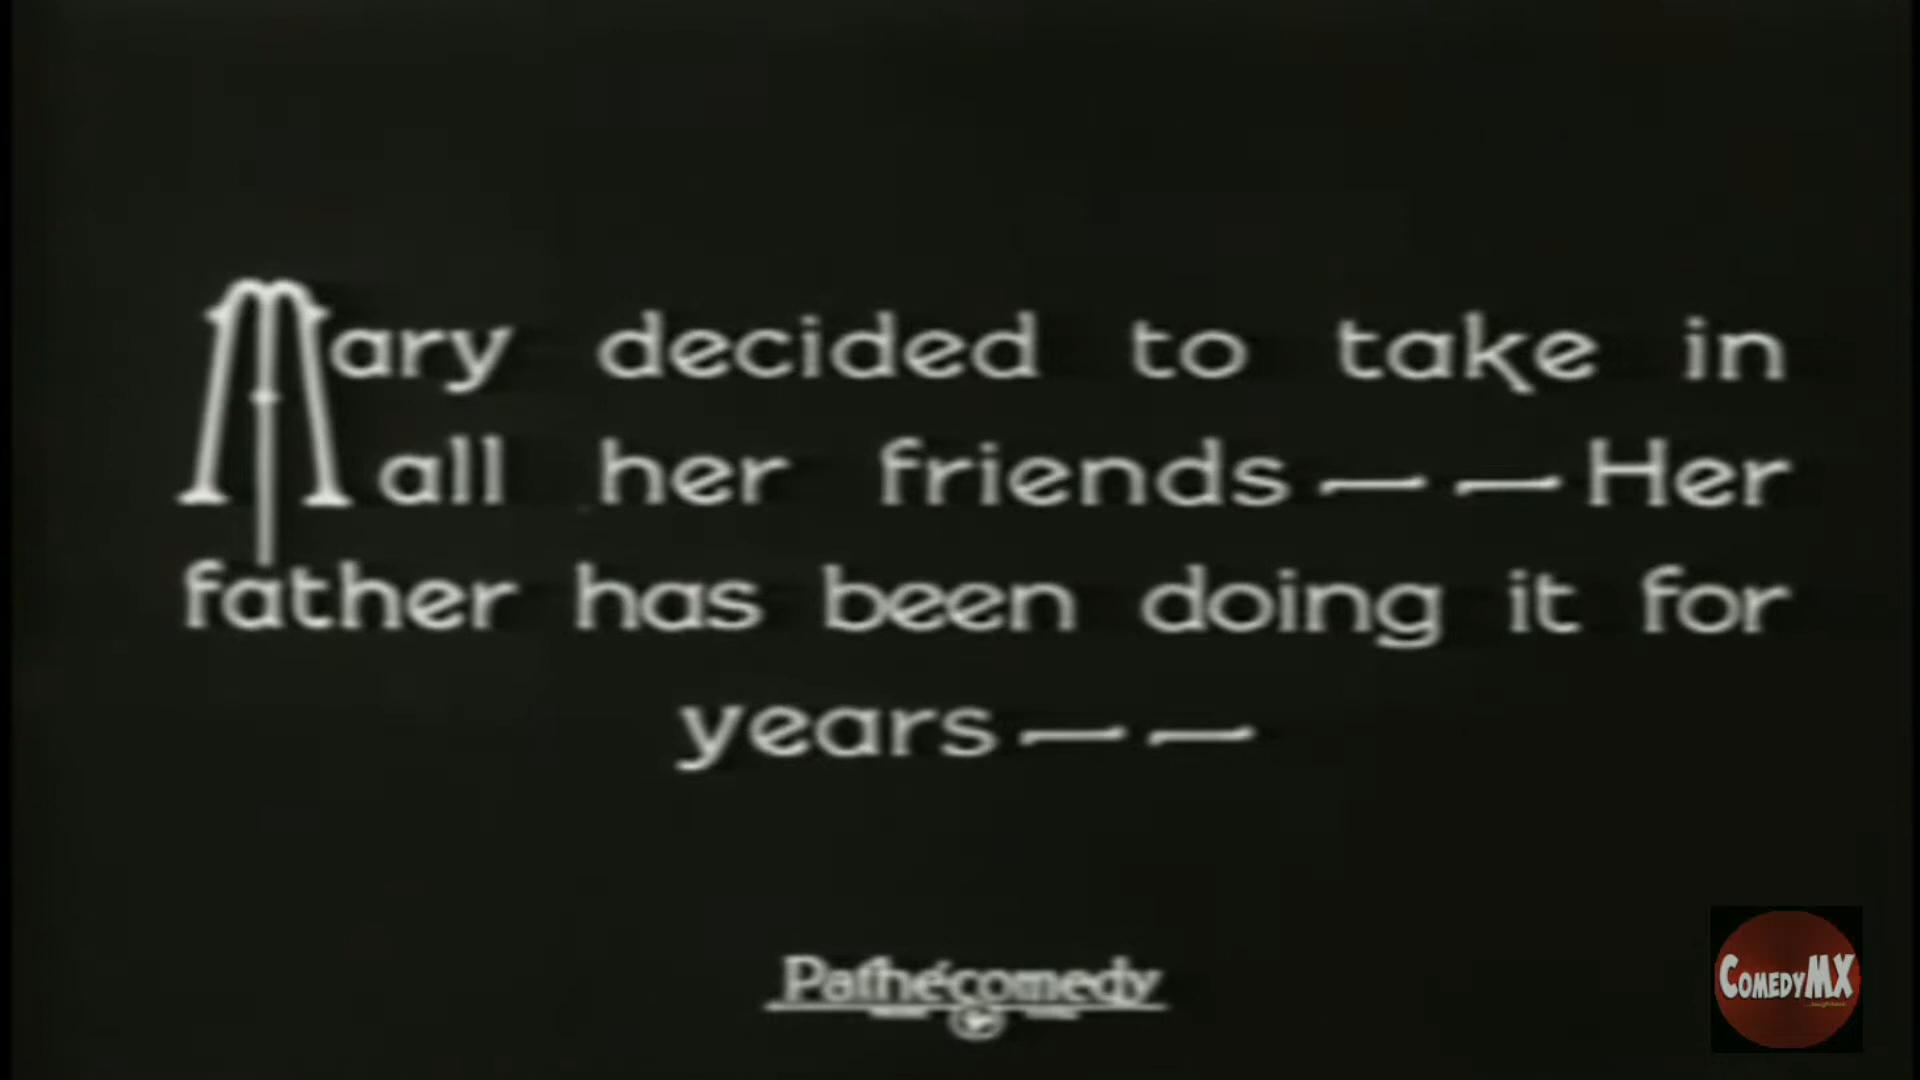 Mary decided to take in
all her friends — — Her
father has been doing it for
years — —
Pathécomedy
COMEDYMX